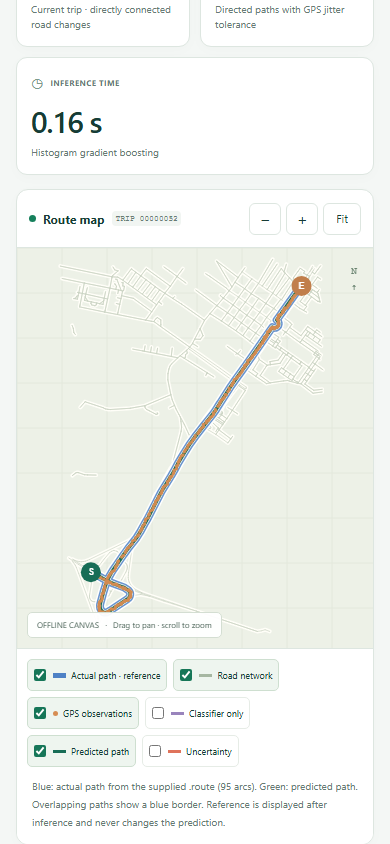 Current trip · directly connected
road changes
Directed paths with GPS jitter
tolerance
INFERENCE TIME
0.16 s
Histogram gradient boosting
Route map TRIP 00000052 − + Fit
N
↑
E
S
OFFLINE CANVAS · Drag to pan · scroll to zoom
Actual path · reference Road network
GPS observations Classifier only
Predicted path Uncertainty
Blue: actual path from the supplied .route (95 arcs). Green: predicted path.
Overlapping paths show a blue border. Reference is displayed after
inference and never changes the prediction.